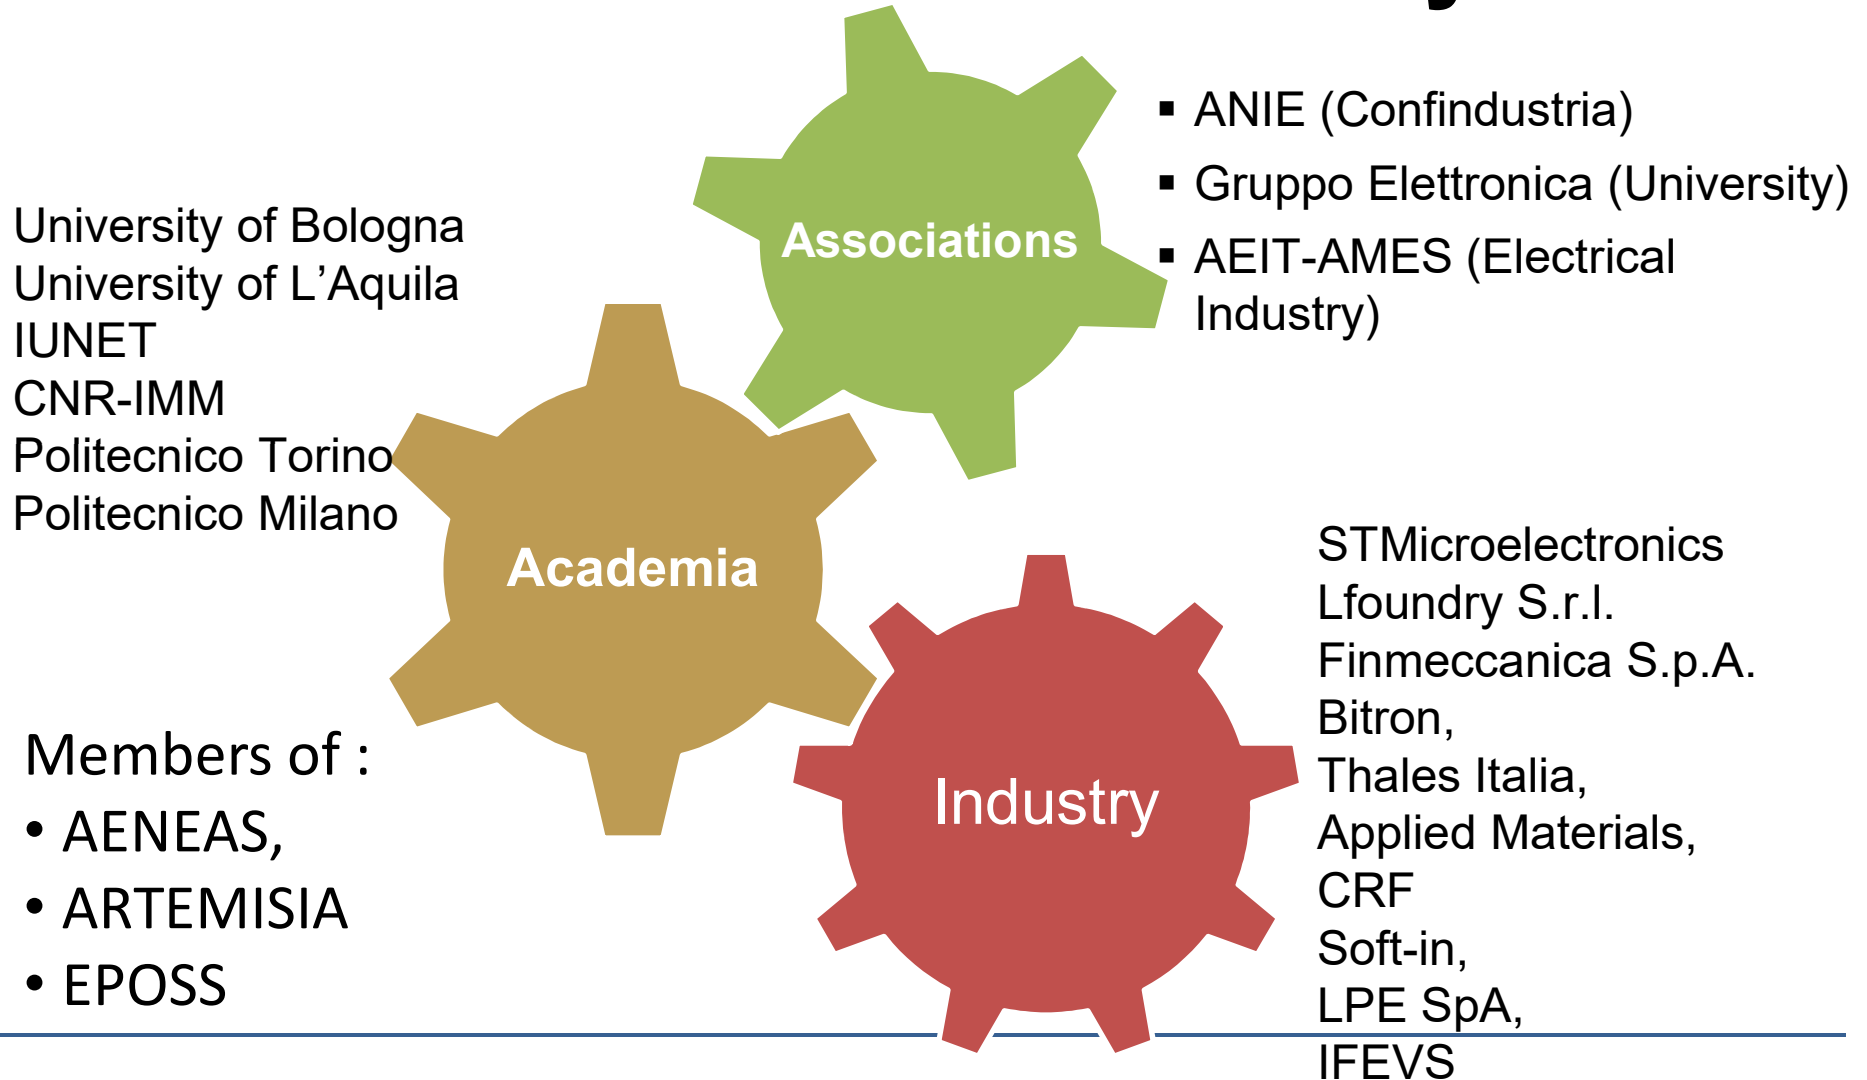 ▪ ANIE (Confindustria)
▪ Gruppo Elettronica (University)
▪ AEIT-AMES (Electrical
Industry)
Associations
University of Bologna
University of L’Aquila
IUNET
CNR-IMM
Politecnico Torino
Politecnico Milano
Academia
STMicroelectronics
Lfoundry S.r.l.
Finmeccanica S.p.A.
Bitron,
Thales Italia,
Applied Materials,
CRF
Soft-in,
LPE SpA,
IFEVS
Industry
Members of :
• AENEAS,
• ARTEMISIA
• EPOSS